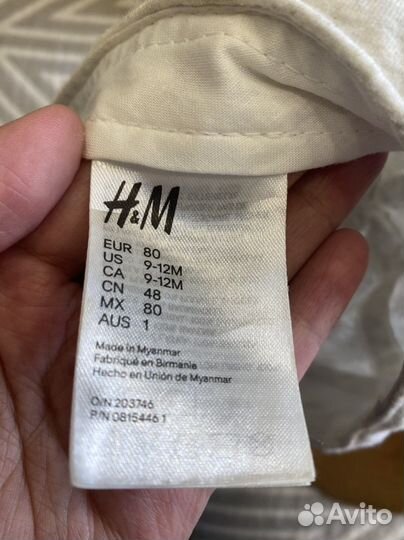 H&M
EUR 80
US 9-12M
CA 9-12M
CN 48
MX 80
AUS 1
Made in Myanmar
Fabriqué en Birmanie
Hecho en Unión de Myanmar
O/N 203746
P/N 0815446 1
Avito